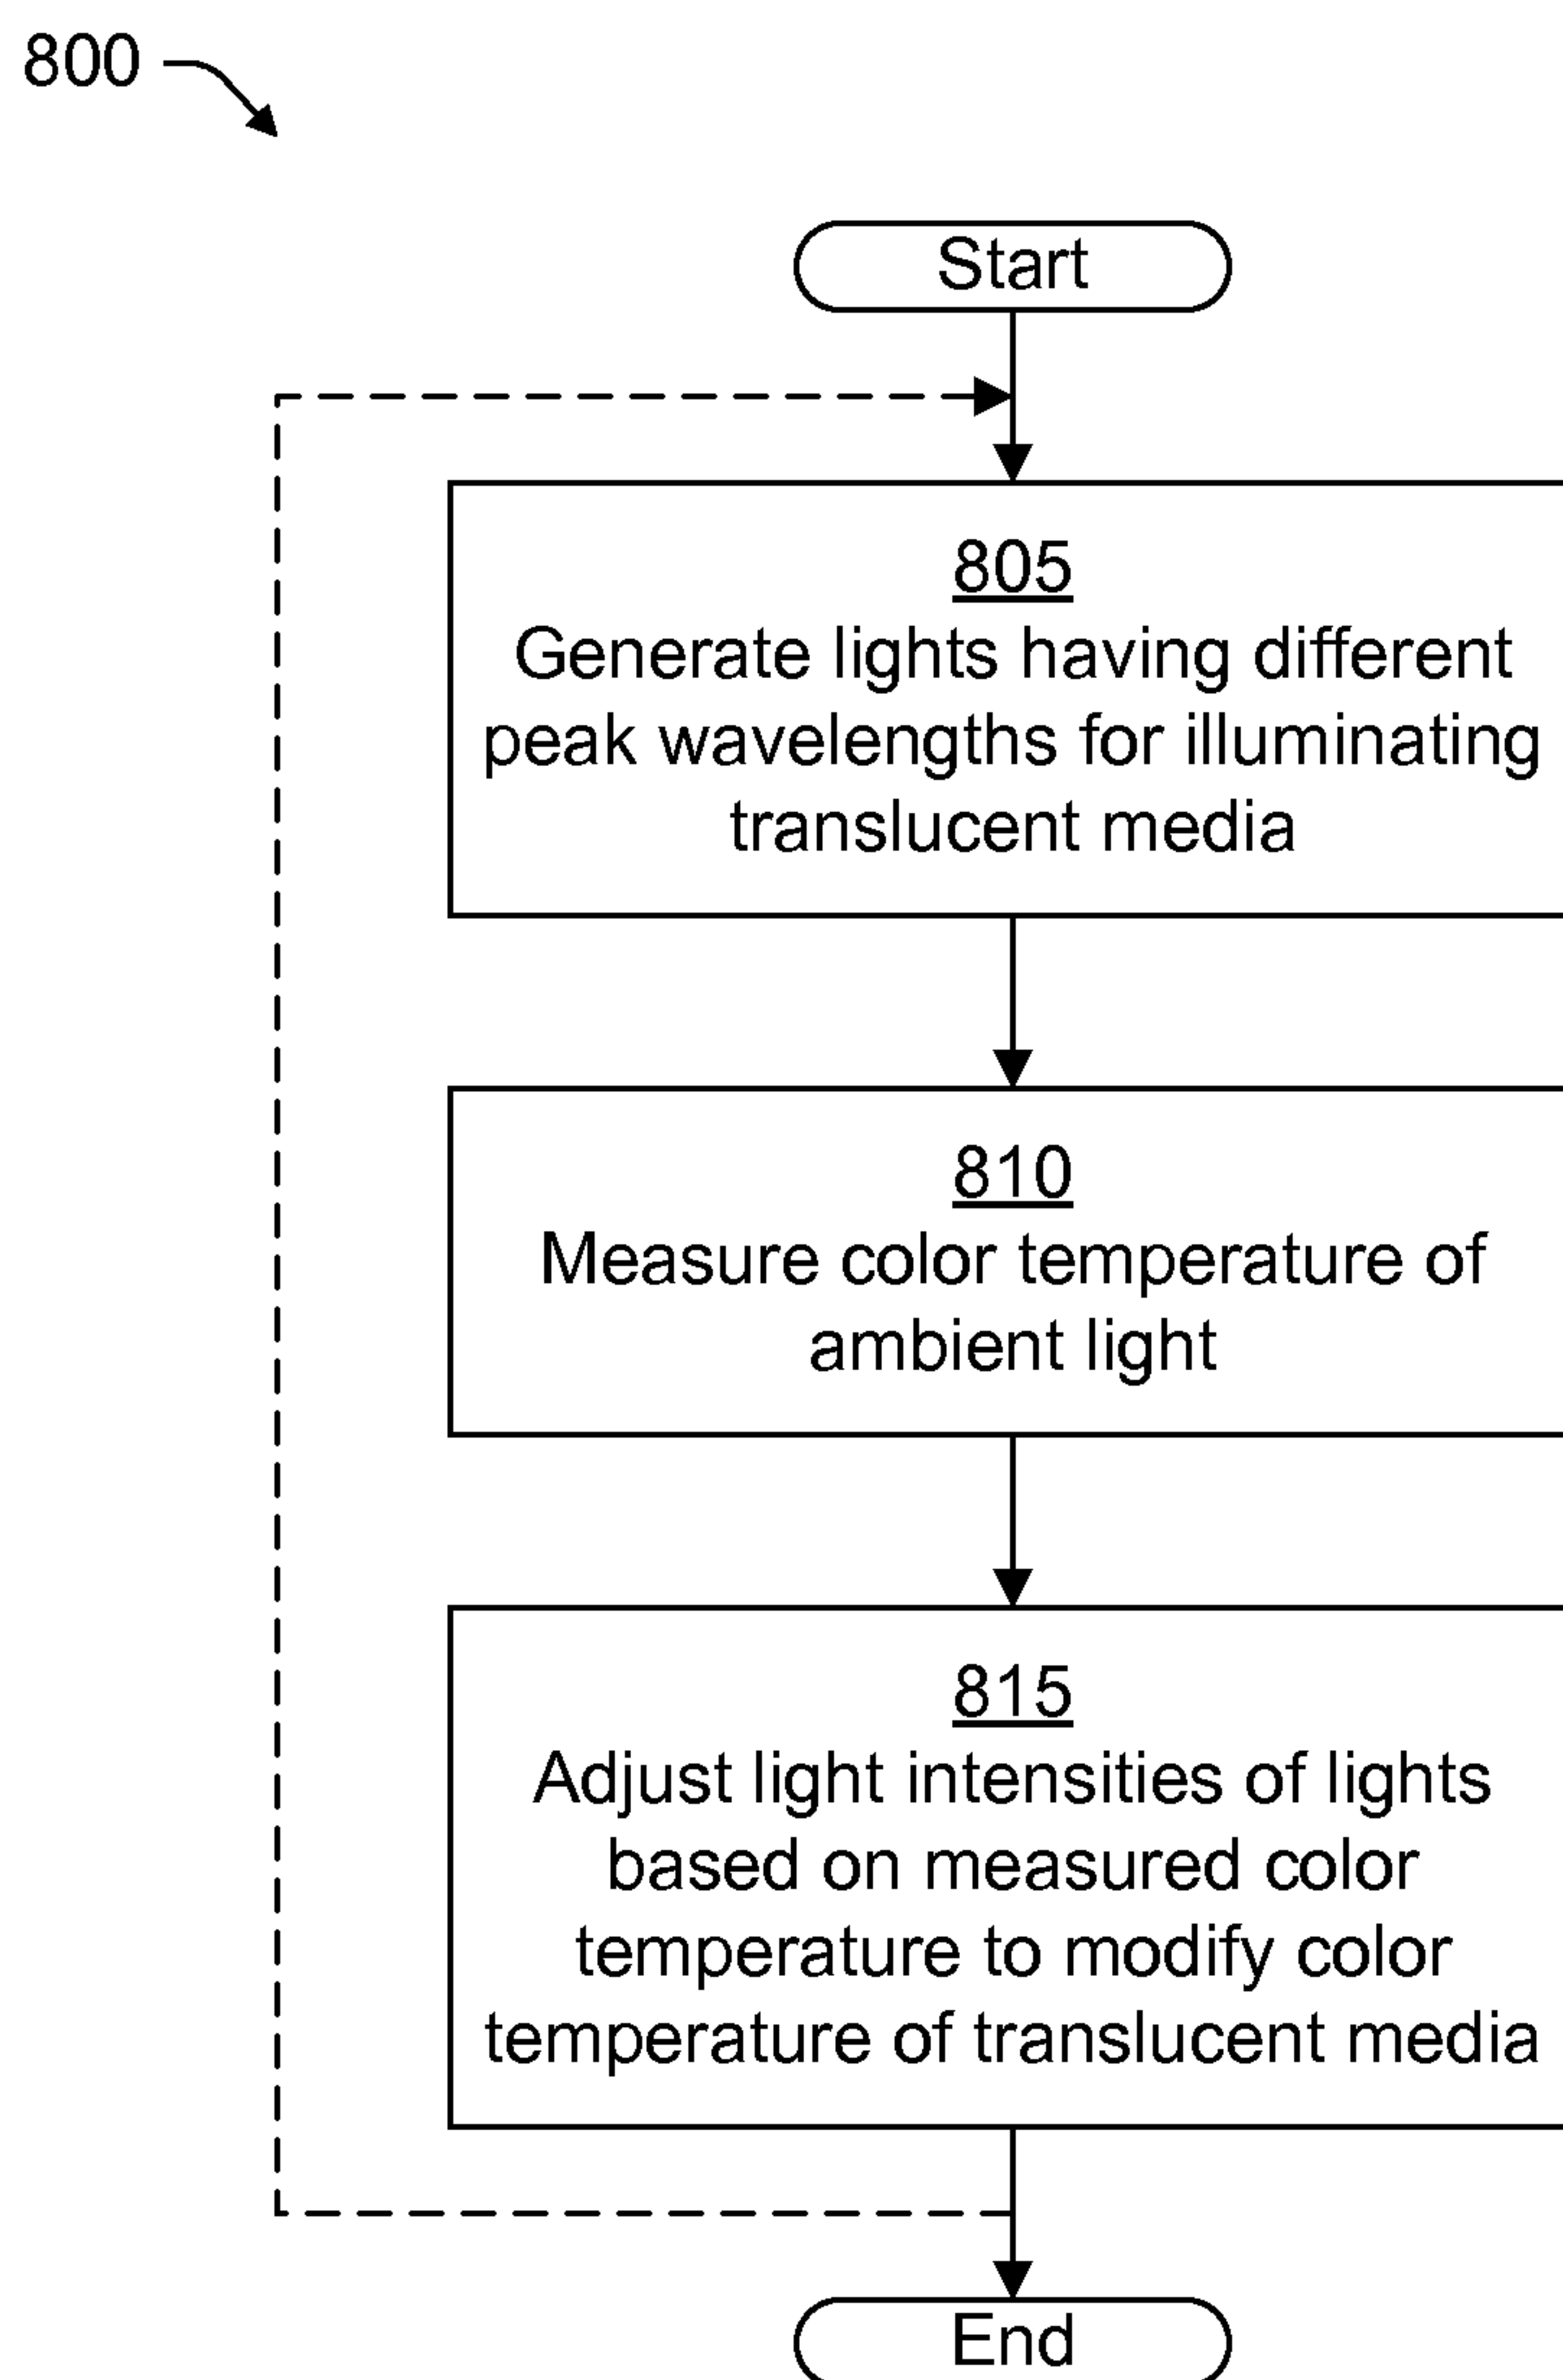 800
Start
805
Generate lights having different
peak wavelengths for illuminating
translucent media
810
Measure color temperature of
ambient light
815
Adjust light intensities of lights
based on measured color
temperature to modify color
temperature of translucent media
End